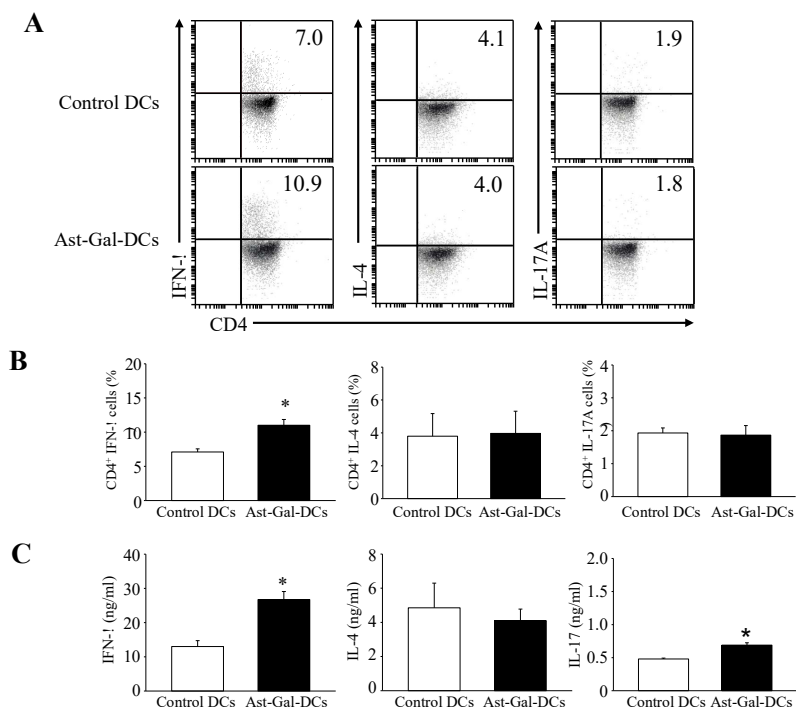 A
Control DCs
7.0
4.1
1.9
Ast-Gal-DCs
10.9
4.0
1.8
IFN-!
IL-4
IL-17A
CD4
B
CD4⁺ IFN-! cells (%
20
15
10
5
0
*
Control DCs Ast-Gal-DCs
CD4⁺ IL-4 cells (%)
8
6
4
2
0
Control DCs Ast-Gal-DCs
CD4⁺ IL-17A cells (%)
4
3
2
1
0
Control DCs Ast-Gal-DCs
C
IFN-! (ng/ml)
40
30
20
10
0
*
Control DCs Ast-Gal-DCs
IL-4 (ng/ml)
8
6
4
2
0
Control DCs Ast-Gal-DCs
IL-17 (ng/ml)
2.0
1.5
1.0
0.5
0
*
Control DCs Ast-Gal-DCs